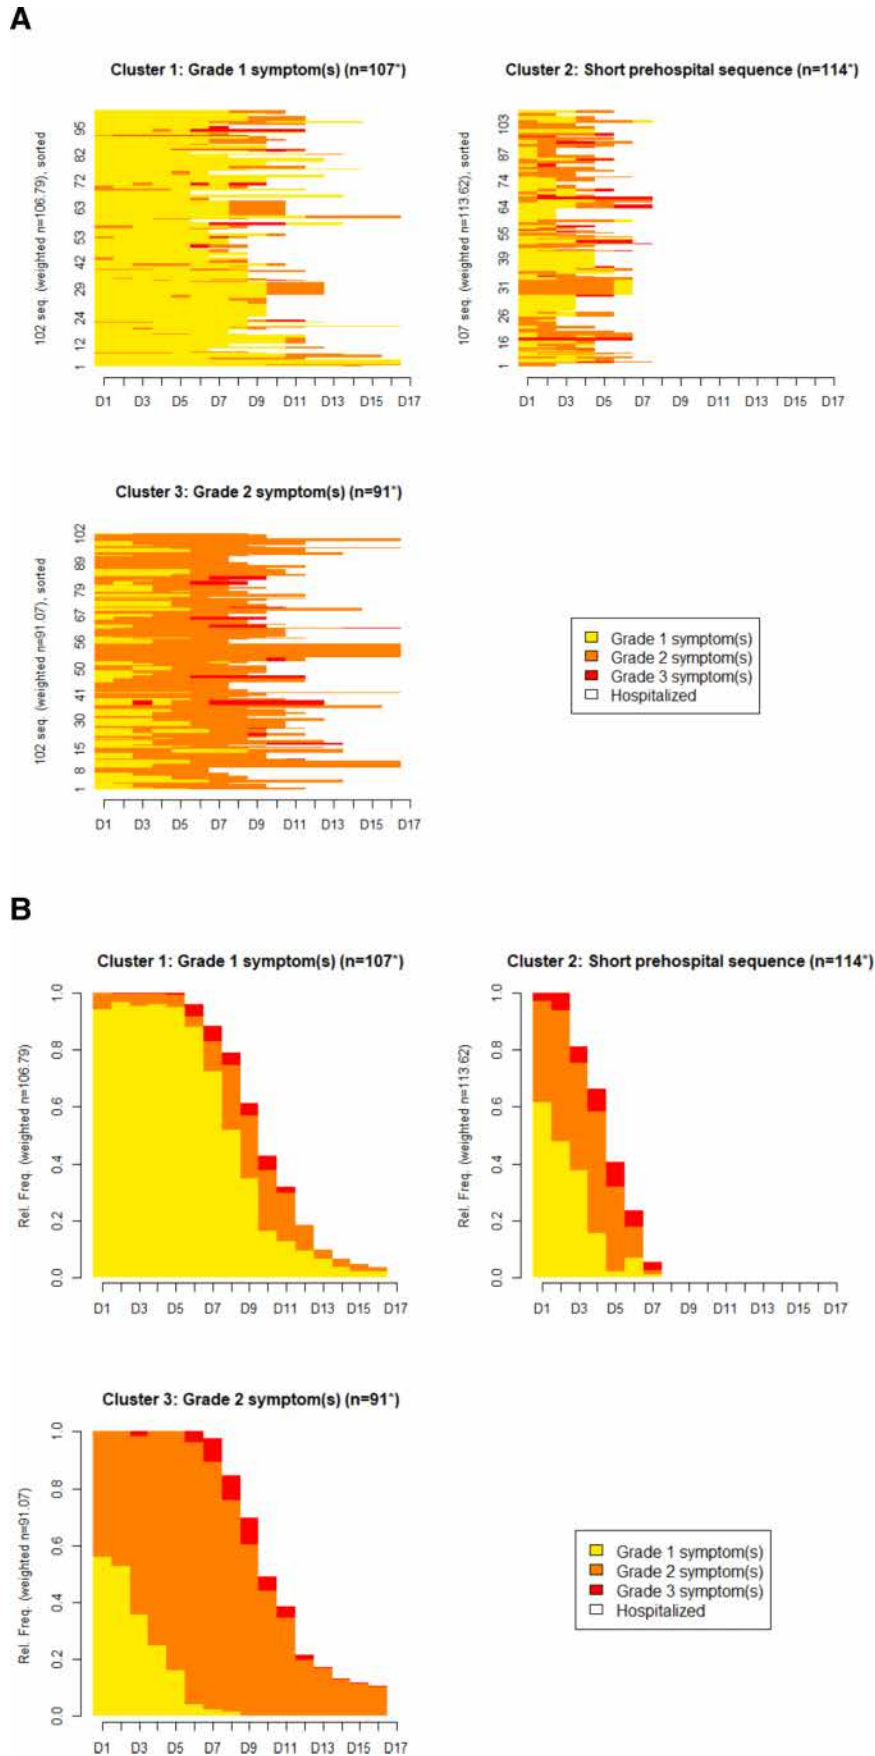 A
Cluster 1: Grade 1 symptom(s) (n=107*)
102 seq. (weighted n=106.79), sorted
95
82
72
63
53
42
29
24
12
1
D1 D3 D5 D7 D9 D11 D13 D15 D17
Cluster 2: Short prehospital sequence (n=114*)
107 seq. (weighted n=113.62), sorted
103
87
74
64
55
39
31
26
16
1
D1 D3 D5 D7 D9 D11 D13 D15 D17
Cluster 3: Grade 2 symptom(s) (n=91*)
102 seq. (weighted n=91.07), sorted
102
89
79
67
56
50
41
30
15
8
1
D1 D3 D5 D7 D9 D11 D13 D15 D17
Grade 1 symptom(s)
Grade 2 symptom(s)
Grade 3 symptom(s)
Hospitalized
B
Cluster 1: Grade 1 symptom(s) (n=107*)
Rel. Freq. (weighted n=106.79)
1.0
0.8
0.6
0.4
0.2
0.0
D1 D3 D5 D7 D9 D11 D13 D15 D17
Cluster 2: Short prehospital sequence (n=114*)
Rel. Freq. (weighted n=113.62)
1.0
0.8
0.6
0.4
0.2
0.0
D1 D3 D5 D7 D9 D11 D13 D15 D17
Cluster 3: Grade 2 symptom(s) (n=91*)
Rel. Freq. (weighted n=91.07)
1.0
0.8
0.6
0.4
0.2
0.0
D1 D3 D5 D7 D9 D11 D13 D15 D17
Grade 1 symptom(s)
Grade 2 symptom(s)
Grade 3 symptom(s)
Hospitalized